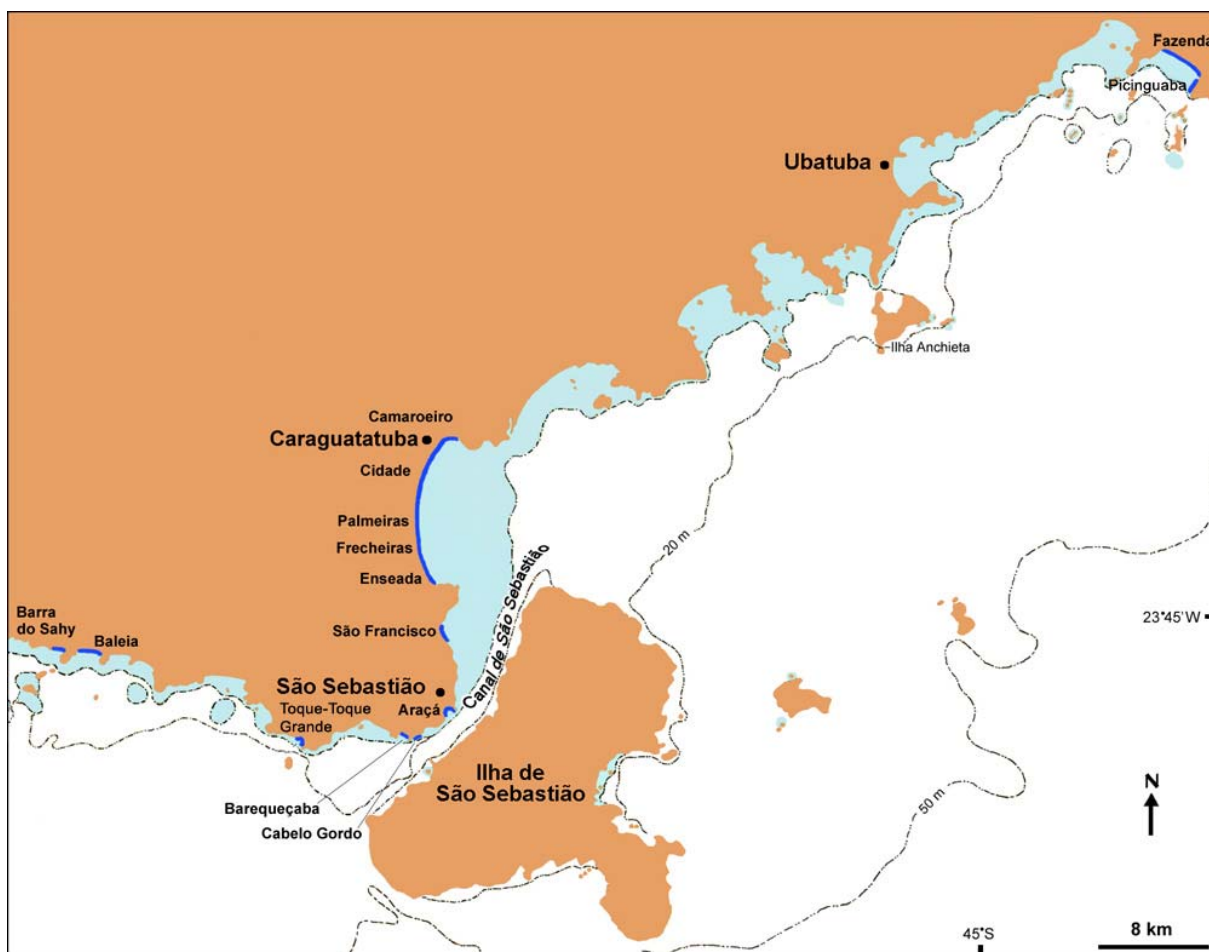 Fazenda
Picinguaba
Ubatuba
Ilha Anchieta
Camaroeiro
Caraguatatuba
Cidade
Palmeiras
Frecheiras
Enseada
20 m
Canal de São Sebastião
Barra
do Sahy
Baleia
São Francisco
23°45'W
São Sebastião
Araçá
Toque-Toque
Grande
Ilha de
São Sebastião
Barequeçaba
Cabelo Gordo
50 m
N
45°S
8 km